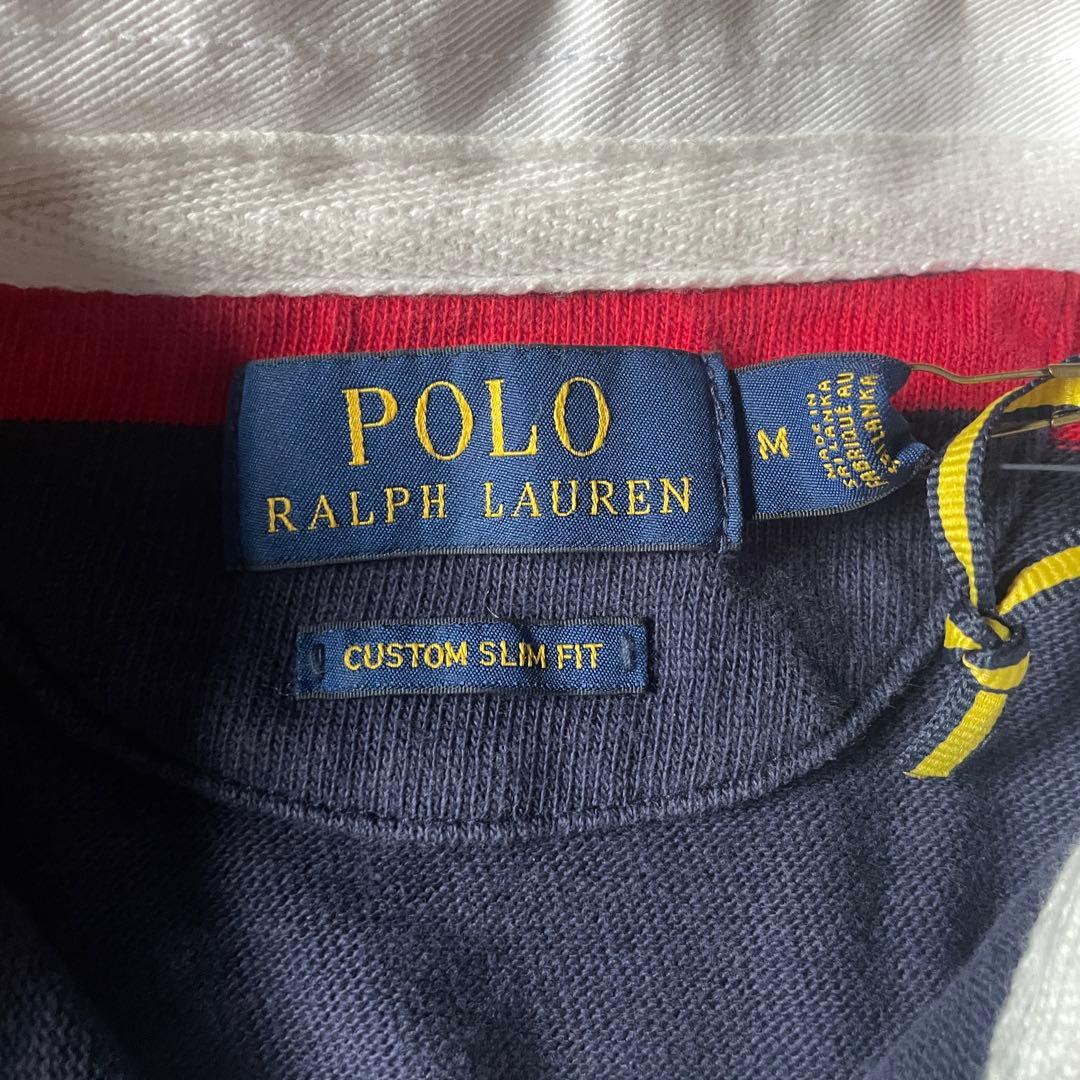 POLO
RALPH LAUREN
M
MADE IN
SRI LANKA
FABRIQUE AU
SRI LANKA
CUSTOM SLIM FIT